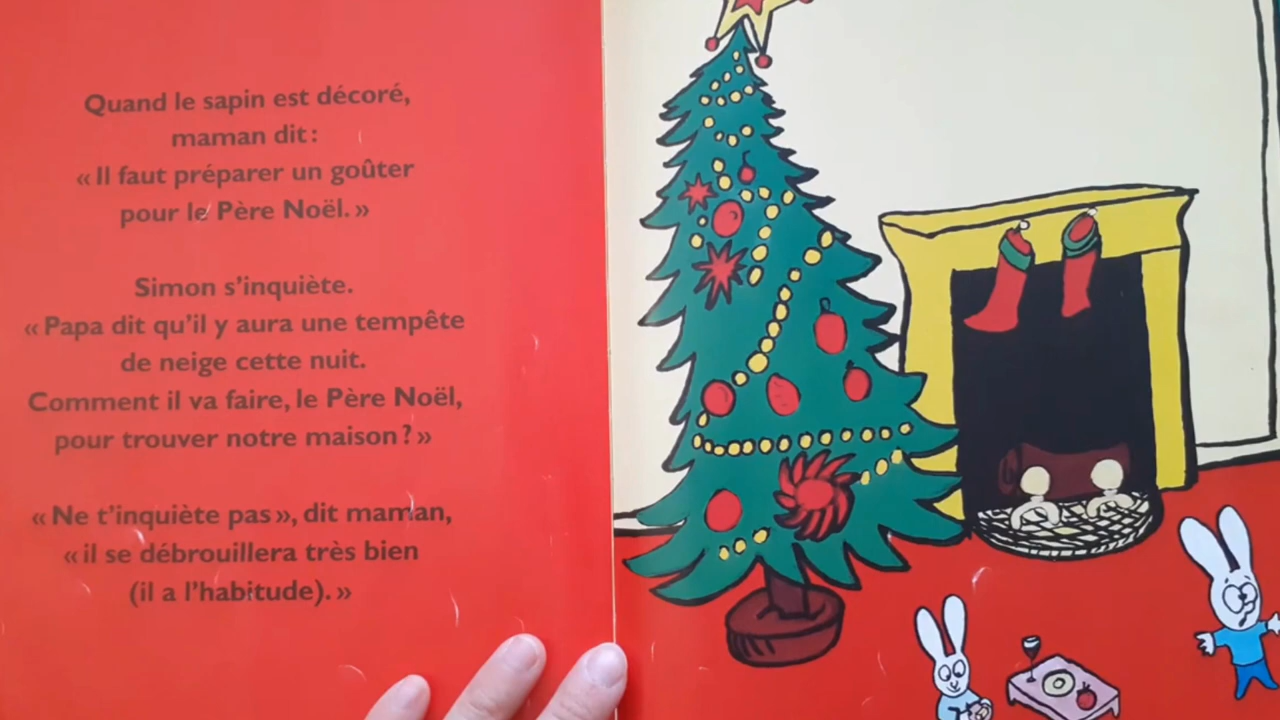 Quand le sapin est décoré,
maman dit :
« Il faut préparer un goûter
pour le Père Noël. »
Simon s'inquiète.
« Papa dit qu'il y aura une tempête
de neige cette nuit.
Comment il va faire, le Père Noël,
pour trouver notre maison ? »
« Ne t'inquiète pas », dit maman,
« il se débrouillera très bien
(il a l'habitude). »